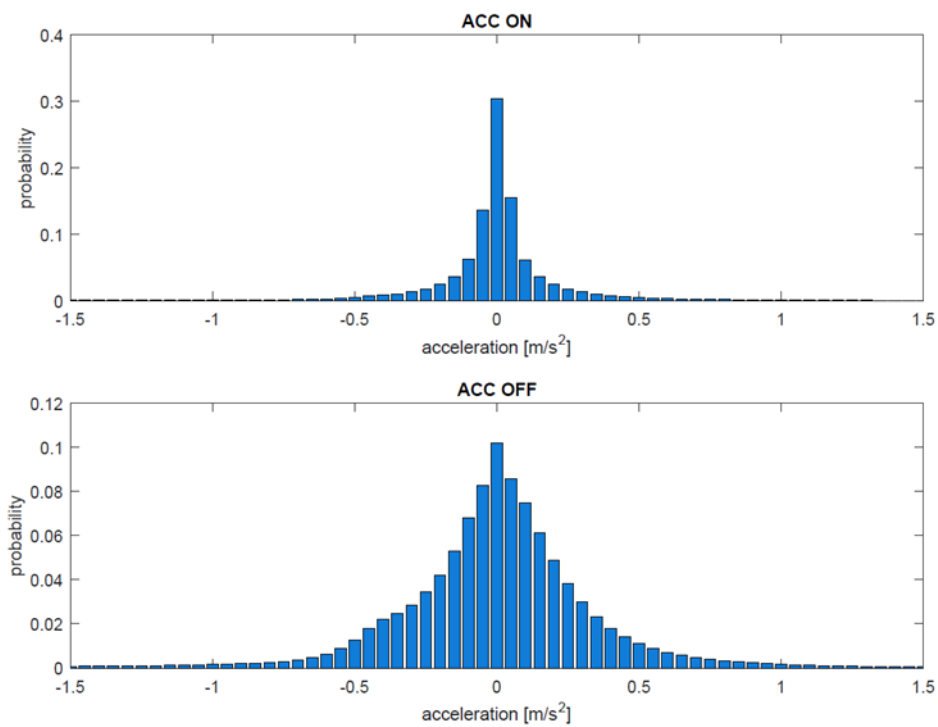 ACC ON
0.4
0.3
0.2
0.1
0
probability
-1.5 -1 -0.5 0 0.5 1 1.5
acceleration [m/s²]
ACC OFF
0.12
0.1
0.08
0.06
0.04
0.02
0
probability
-1.5 -1 -0.5 0 0.5 1 1.5
acceleration [m/s²]